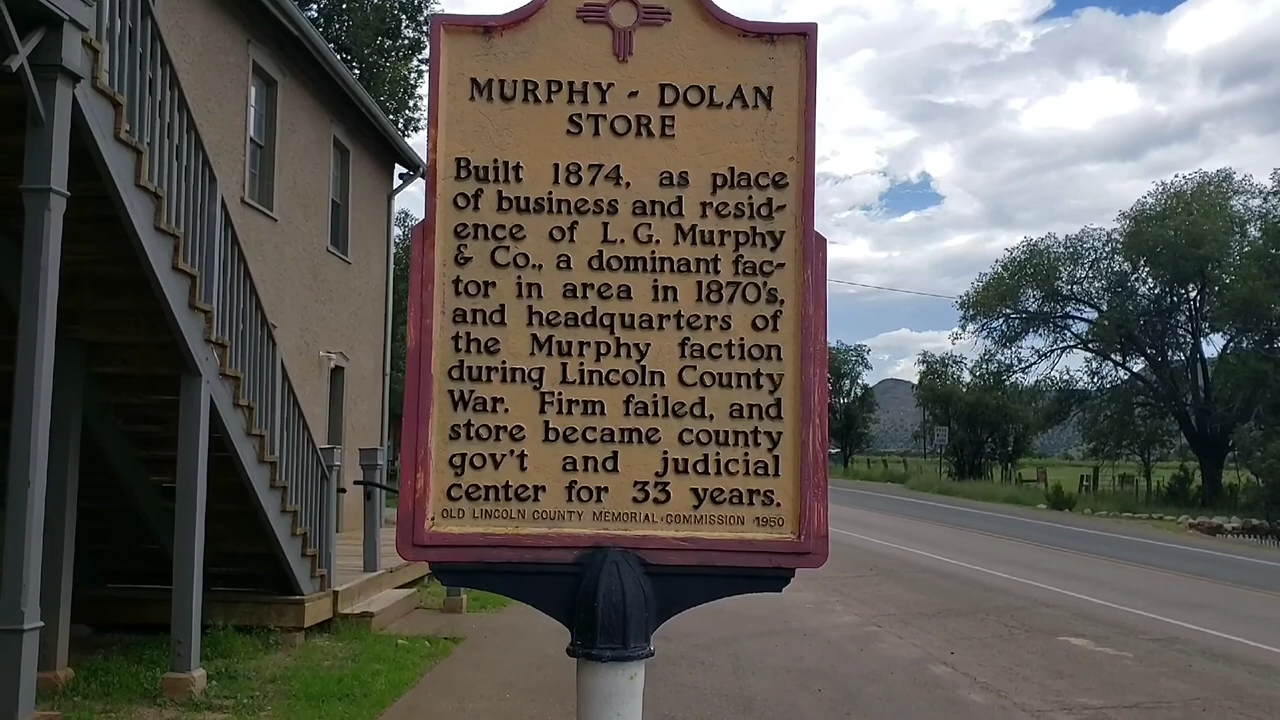 MURPHY - DOLAN
STORE
Built 1874, as place
of business and resid-
ence of L.G. Murphy
& Co., a dominant fac-
tor in area in 1870's,
and headquarters of
the Murphy faction
during Lincoln County
War. Firm failed, and
store became county
gov't and judicial
center for 33 years.
OLD LINCOLN COUNTY MEMORIAL COMMISSION 1950